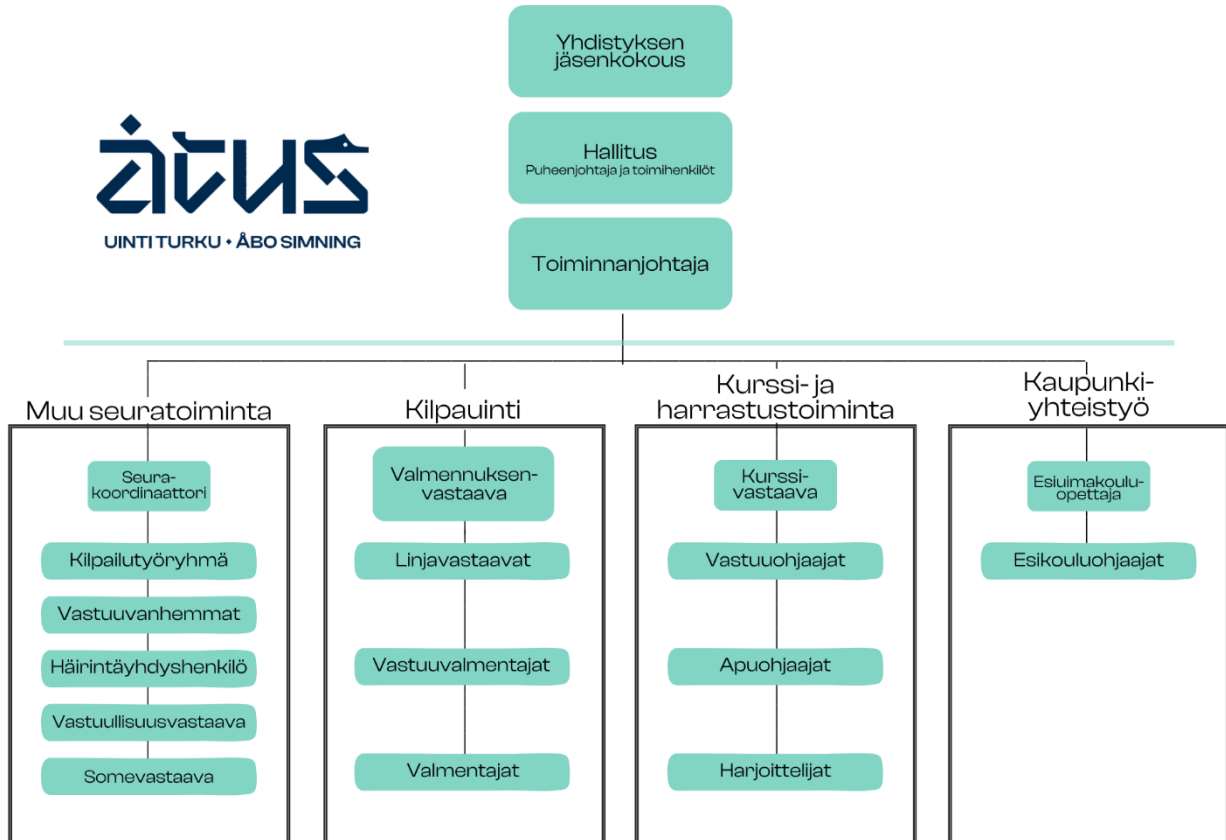 Yhdistyksen
jäsenkokous
Hallitus
Puheenjohtaja ja toimihenkilöt
Toiminnanjohtaja
åtus
UINTI TURKU • ÅBO SIMNING
Muu seuratoiminta
Seura-
koordinaattori
Kilpailutyöryhmä
Vastuuvanhemmat
Häirintäyhdyshenkilö
Vastuullisuusvastaava
Somevastaava
Kilpauinti
Valmennuksen-
vastaava
Linjavastaavat
Vastuuvalmentajat
Valmentajat
Kurssi- ja
harrastustoiminta
Kurssi-
vastaava
Vastuuohjaajat
Apuohjaajat
Harjoittelijat
Kaupunki-
yhteistyö
Esiuimakoulu-
opettaja
Esikouluohjaajat